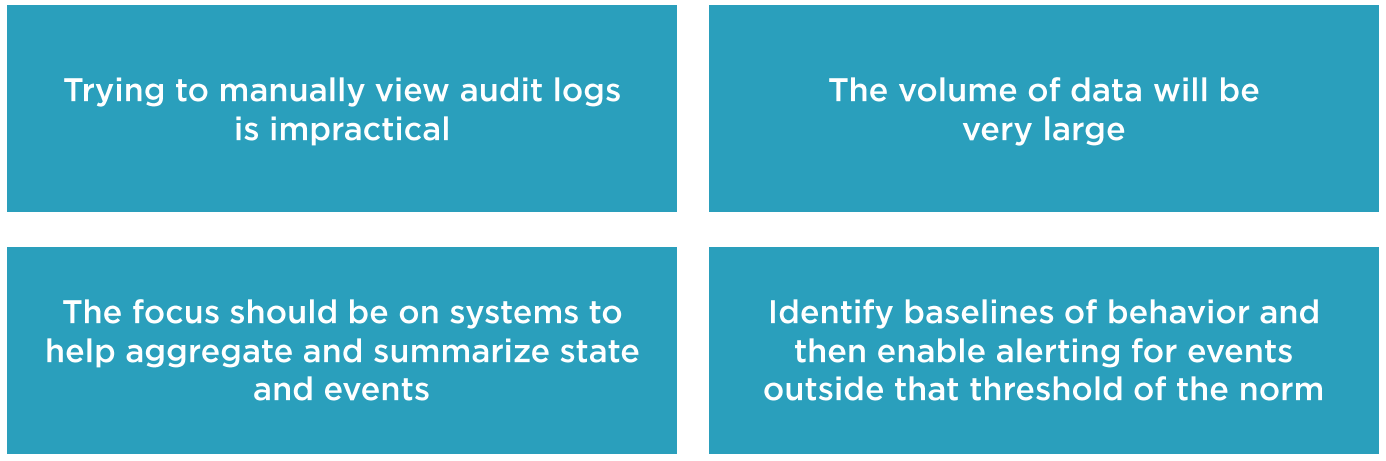 Trying to manually view audit logs
is impractical
The volume of data will be
very large
The focus should be on systems to
help aggregate and summarize state
and events
Identify baselines of behavior and
then enable alerting for events
outside that threshold of the norm